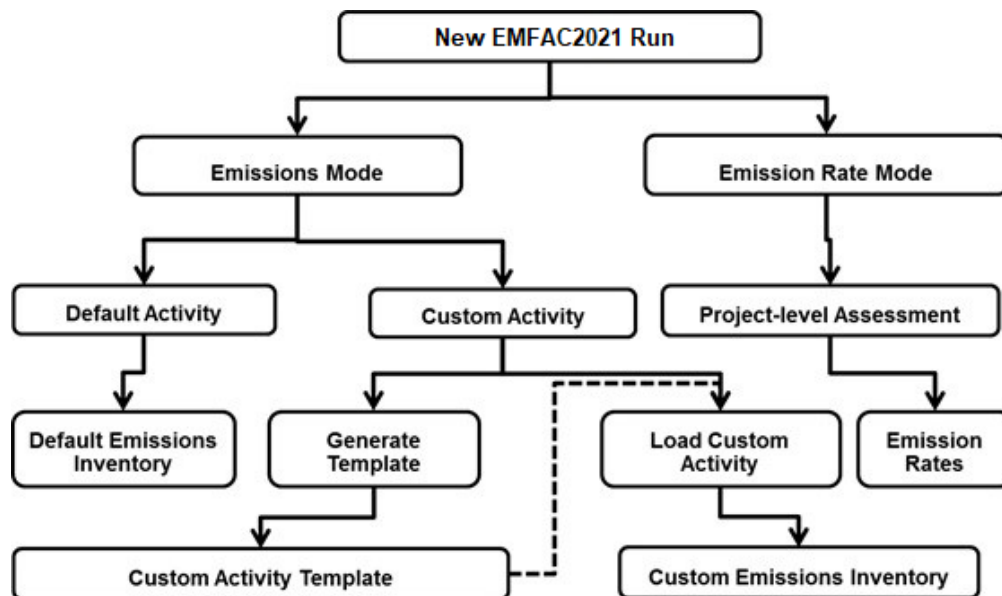 New EMFAC2021 Run
Emissions Mode
Emission Rate Mode
Default Activity
Custom Activity
Project-level Assessment
Default Emissions
Inventory
Generate
Template
Load Custom
Activity
Emission
Rates
Custom Activity Template
Custom Emissions Inventory